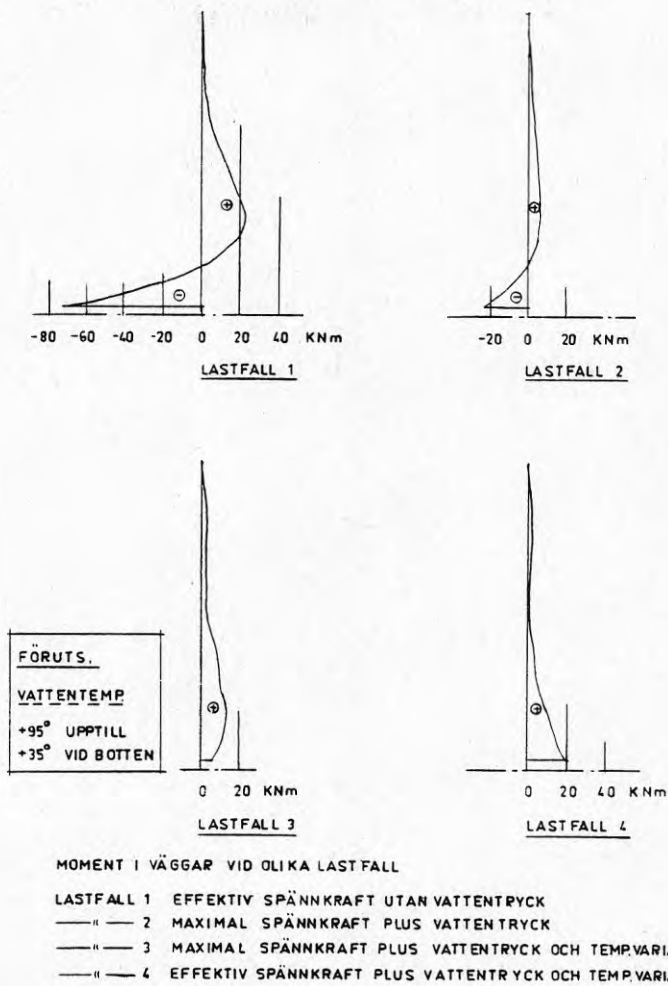 -80 -60 -40 -20 0 20 40 KNm
LASTFALL 1
-20 0 20 KNm
LASTFALL 2
FÖRUTS.
VATTENTEMP
+95° UPPTILL
+35° VID BOTTEN
0 20 KNm
LASTFALL 3
0 20 40 KNm
LASTFALL 4
MOMENT I VÄGGAR VID OLIKA LASTFALL
LASTFALL 1 EFFEKTIV SPÄNNKRAFT UTAN VATTENTRYCK
—"— 2 MAXIMAL SPÄNNKRAFT PLUS VATTENTRYCK
—"— 3 MAXIMAL SPÄNNKRAFT PLUS VATTENTRYCK OCH TEMP.VARI.
—"— 4 EFFEKTIV SPÄNNKRAFT PLUS VATTENTRYCK OCH TEMP.VARI.